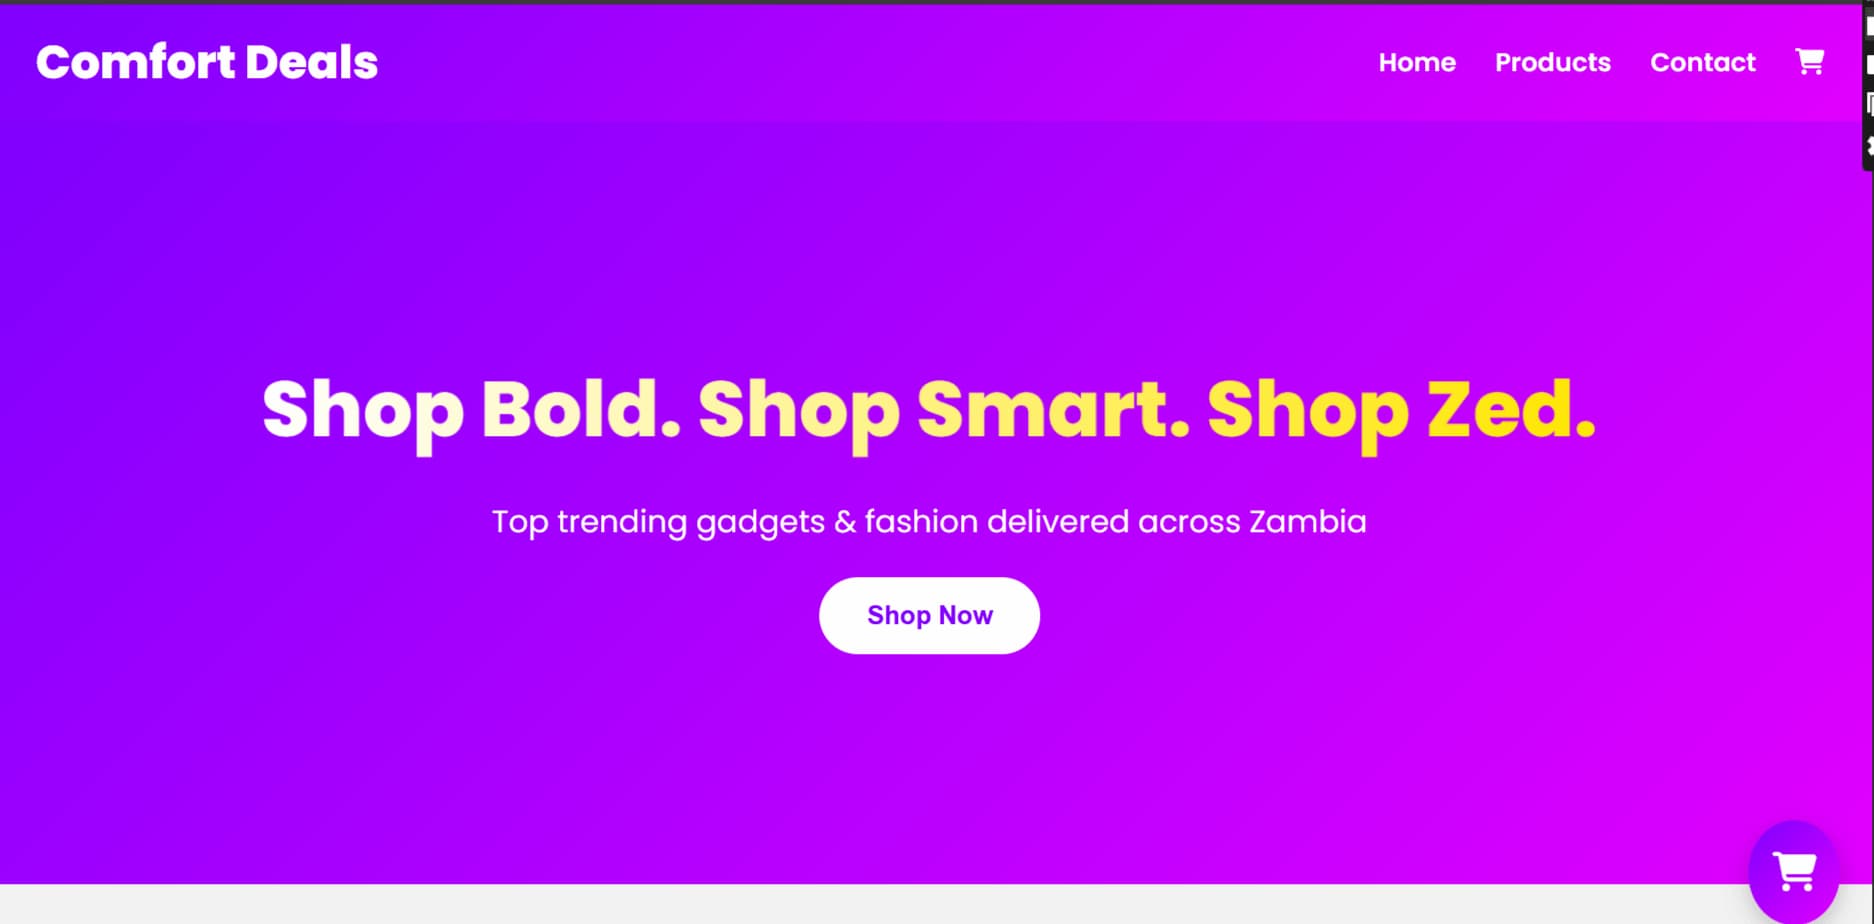 Comfort Deals
Home Products Contact
Shop Bold. Shop Smart. Shop Zed.
Top trending gadgets & fashion delivered across Zambia
Shop Now